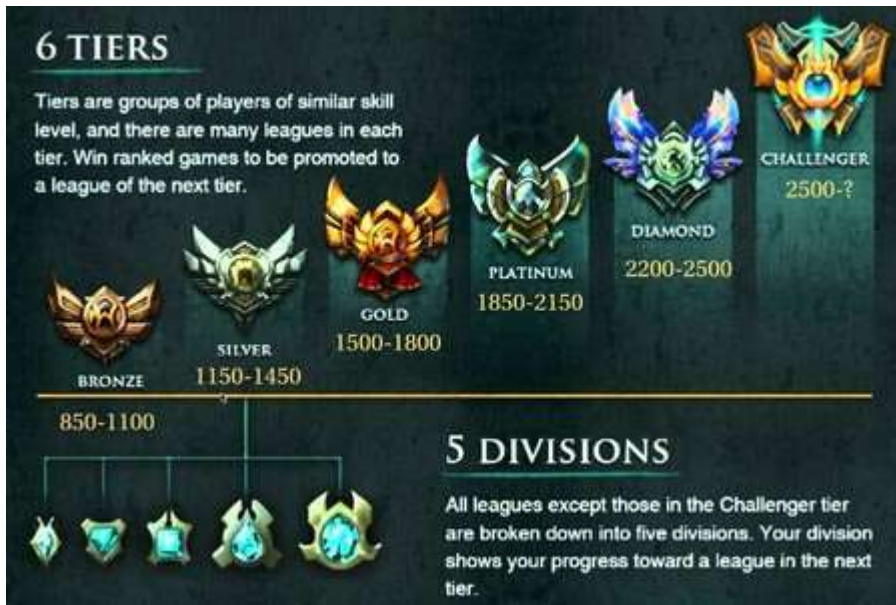 6 TIERS
Tiers are groups of players of similar skill
level, and there are many leagues in each
tier. Win ranked games to be promoted to
a league of the next tier.
CHALLENGER
2500-?
DIAMOND
2200-2500
PLATINUM
1850-2150
GOLD
1500-1800
SILVER
1150-1450
BRONZE
850-1100
5 DIVISIONS
All leagues except those in the Challenger tier
are broken down into five divisions. Your division
shows your progress toward a league in the next
tier.